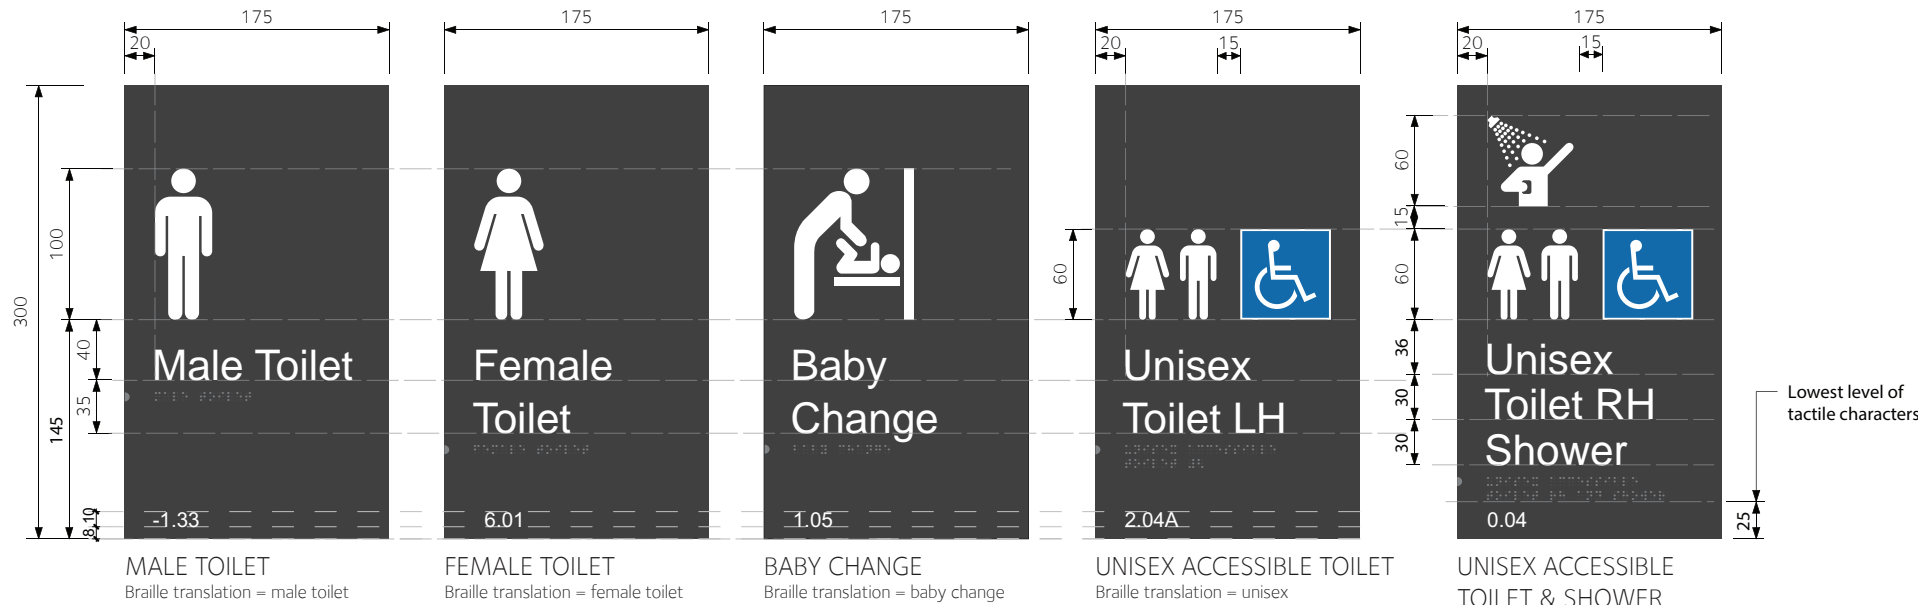 175
175
175
175
175
20
20
15
20
15
300
100
40
35
145
10
8
60
60
15
60
36
30
30
25
Male Toilet
-1.33
Female
Toilet
6.01
Baby
Change
1.05
Unisex
Toilet LH
2.04A
Unisex
Toilet RH
Shower
0.04
Lowest level of
tactile characters
MALE TOILET
Braille translation = male toilet
FEMALE TOILET
Braille translation = female toilet
BABY CHANGE
Braille translation = baby change
UNISEX ACCESSIBLE TOILET
Braille translation = unisex
UNISEX ACCESSIBLE
TOILET & SHOWER